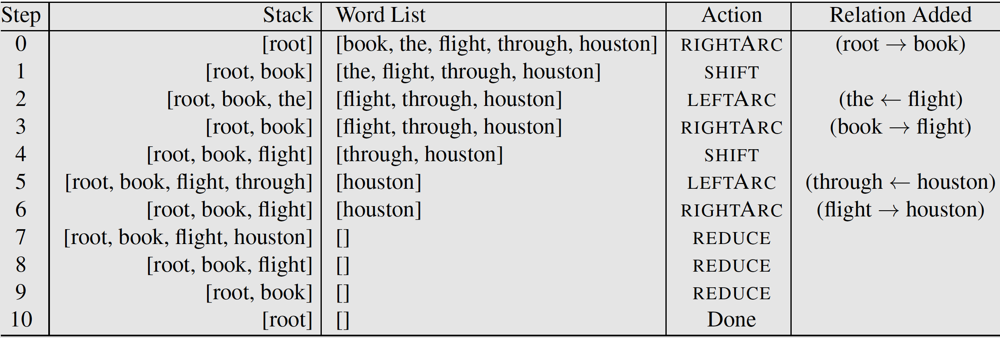 Step Stack Word List Action Relation Added
0 [root] [book, the, flight, through, houston] RIGHTARC (root → book)
1 [root, book] [the, flight, through, houston] SHIFT
2 [root, book, the] [flight, through, houston] LEFTARC (the ← flight)
3 [root, book] [flight, through, houston] RIGHTARC (book → flight)
4 [root, book, flight] [through, houston] SHIFT
5 [root, book, flight, through] [houston] LEFTARC (through ← houston)
6 [root, book, flight] [houston] RIGHTARC (flight → houston)
7 [root, book, flight, houston] [] REDUCE
8 [root, book, flight] [] REDUCE
9 [root, book] [] REDUCE
10 [root] [] Done